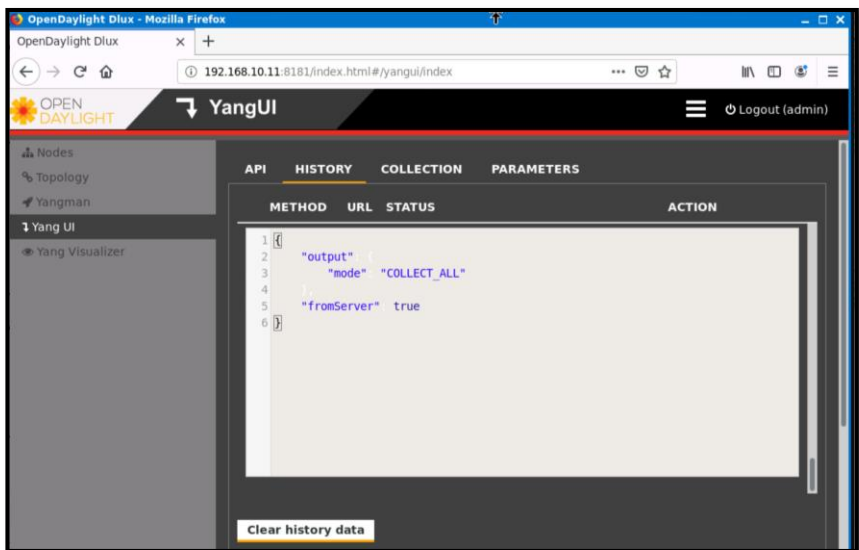 OpenDaylight Dlux - Mozilla Firefox
OpenDaylight Dlux
192.168.10.11:8181/index.html#/yangui/index
OPEN
DAYLIGHT
YangUI
Logout (admin)
Nodes
Topology
Yangman
Yang UI
Yang Visualizer
API HISTORY COLLECTION PARAMETERS
METHOD URL STATUS ACTION
1 {
2 "output": {
3 "mode": "COLLECT_ALL"
4 },
5 "fromServer": true
6 }
Clear history data